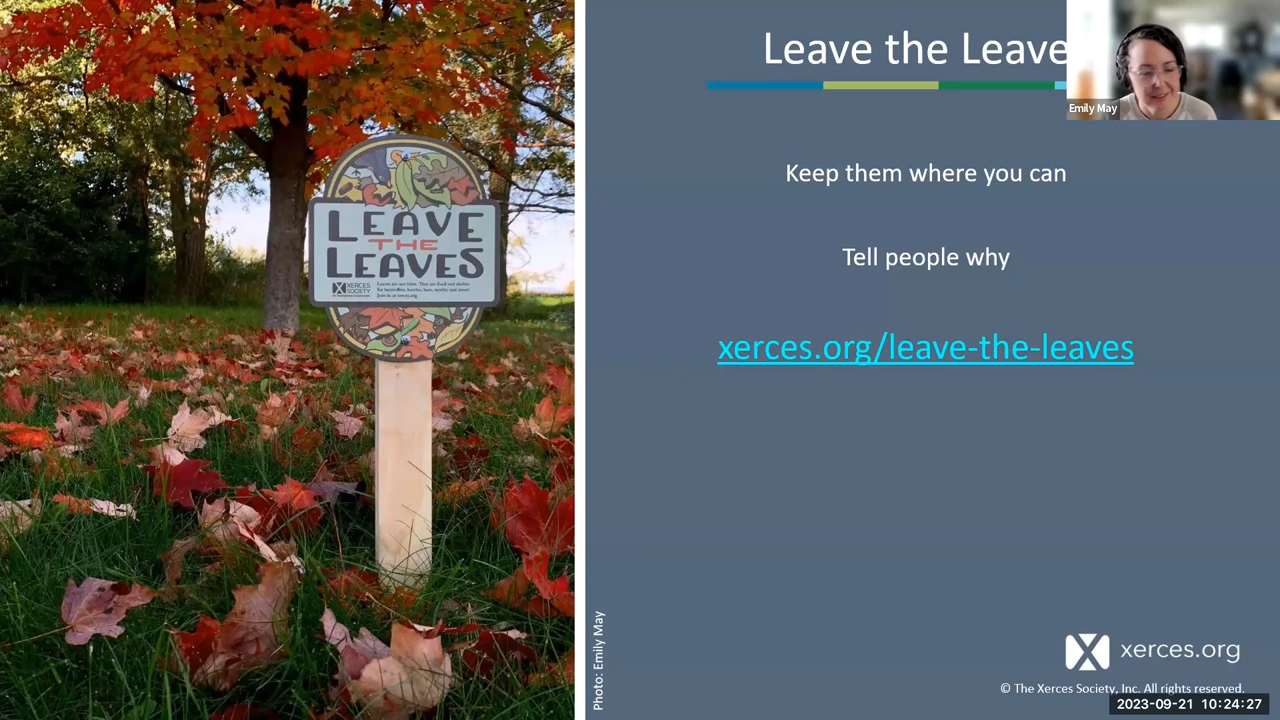 Leave the Leave
Emily May
Keep them where you can
Tell people why
xerces.org/leave-the-leaves
LEAVE
THE
LEAVES
XERCES
SOCIETY
Photo: Emily May
xerces.org
© The Xerces Society, Inc. All rights reserved.
2023-09-21 10:24:27